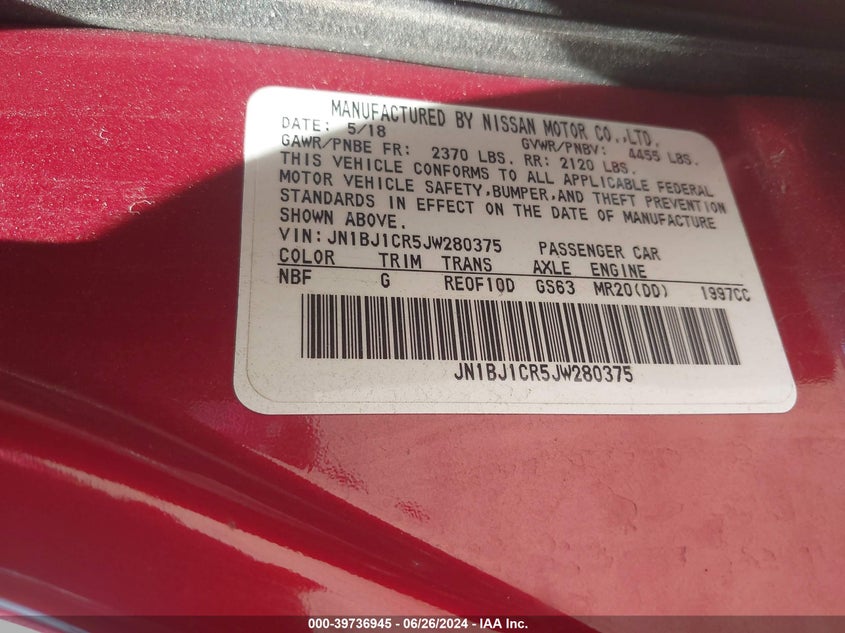 MANUFACTURED BY NISSAN MOTOR CO.,LTD.
DATE: 5/18 GVWR/PNBV: 4455 LBS.
GAWR/PNBE FR: 2370 LBS. RR: 2120 LBS.
THIS VEHICLE CONFORMS TO ALL APPLICABLE FEDERAL
MOTOR VEHICLE SAFETY,BUMPER,AND THEFT PREVENTION
STANDARDS IN EFFECT ON THE DATE OF MANUFACTURE
SHOWN ABOVE.
VIN:JN1BJ1CR5JW280375 PASSENGER CAR
COLOR TRIM TRANS AXLE ENGINE
NBF G RE0F10D GS63 MR20(DD) 1997CC
JN1BJ1CR5JW280375
000-39736945 | 06/26/2024 | IAA Inc.